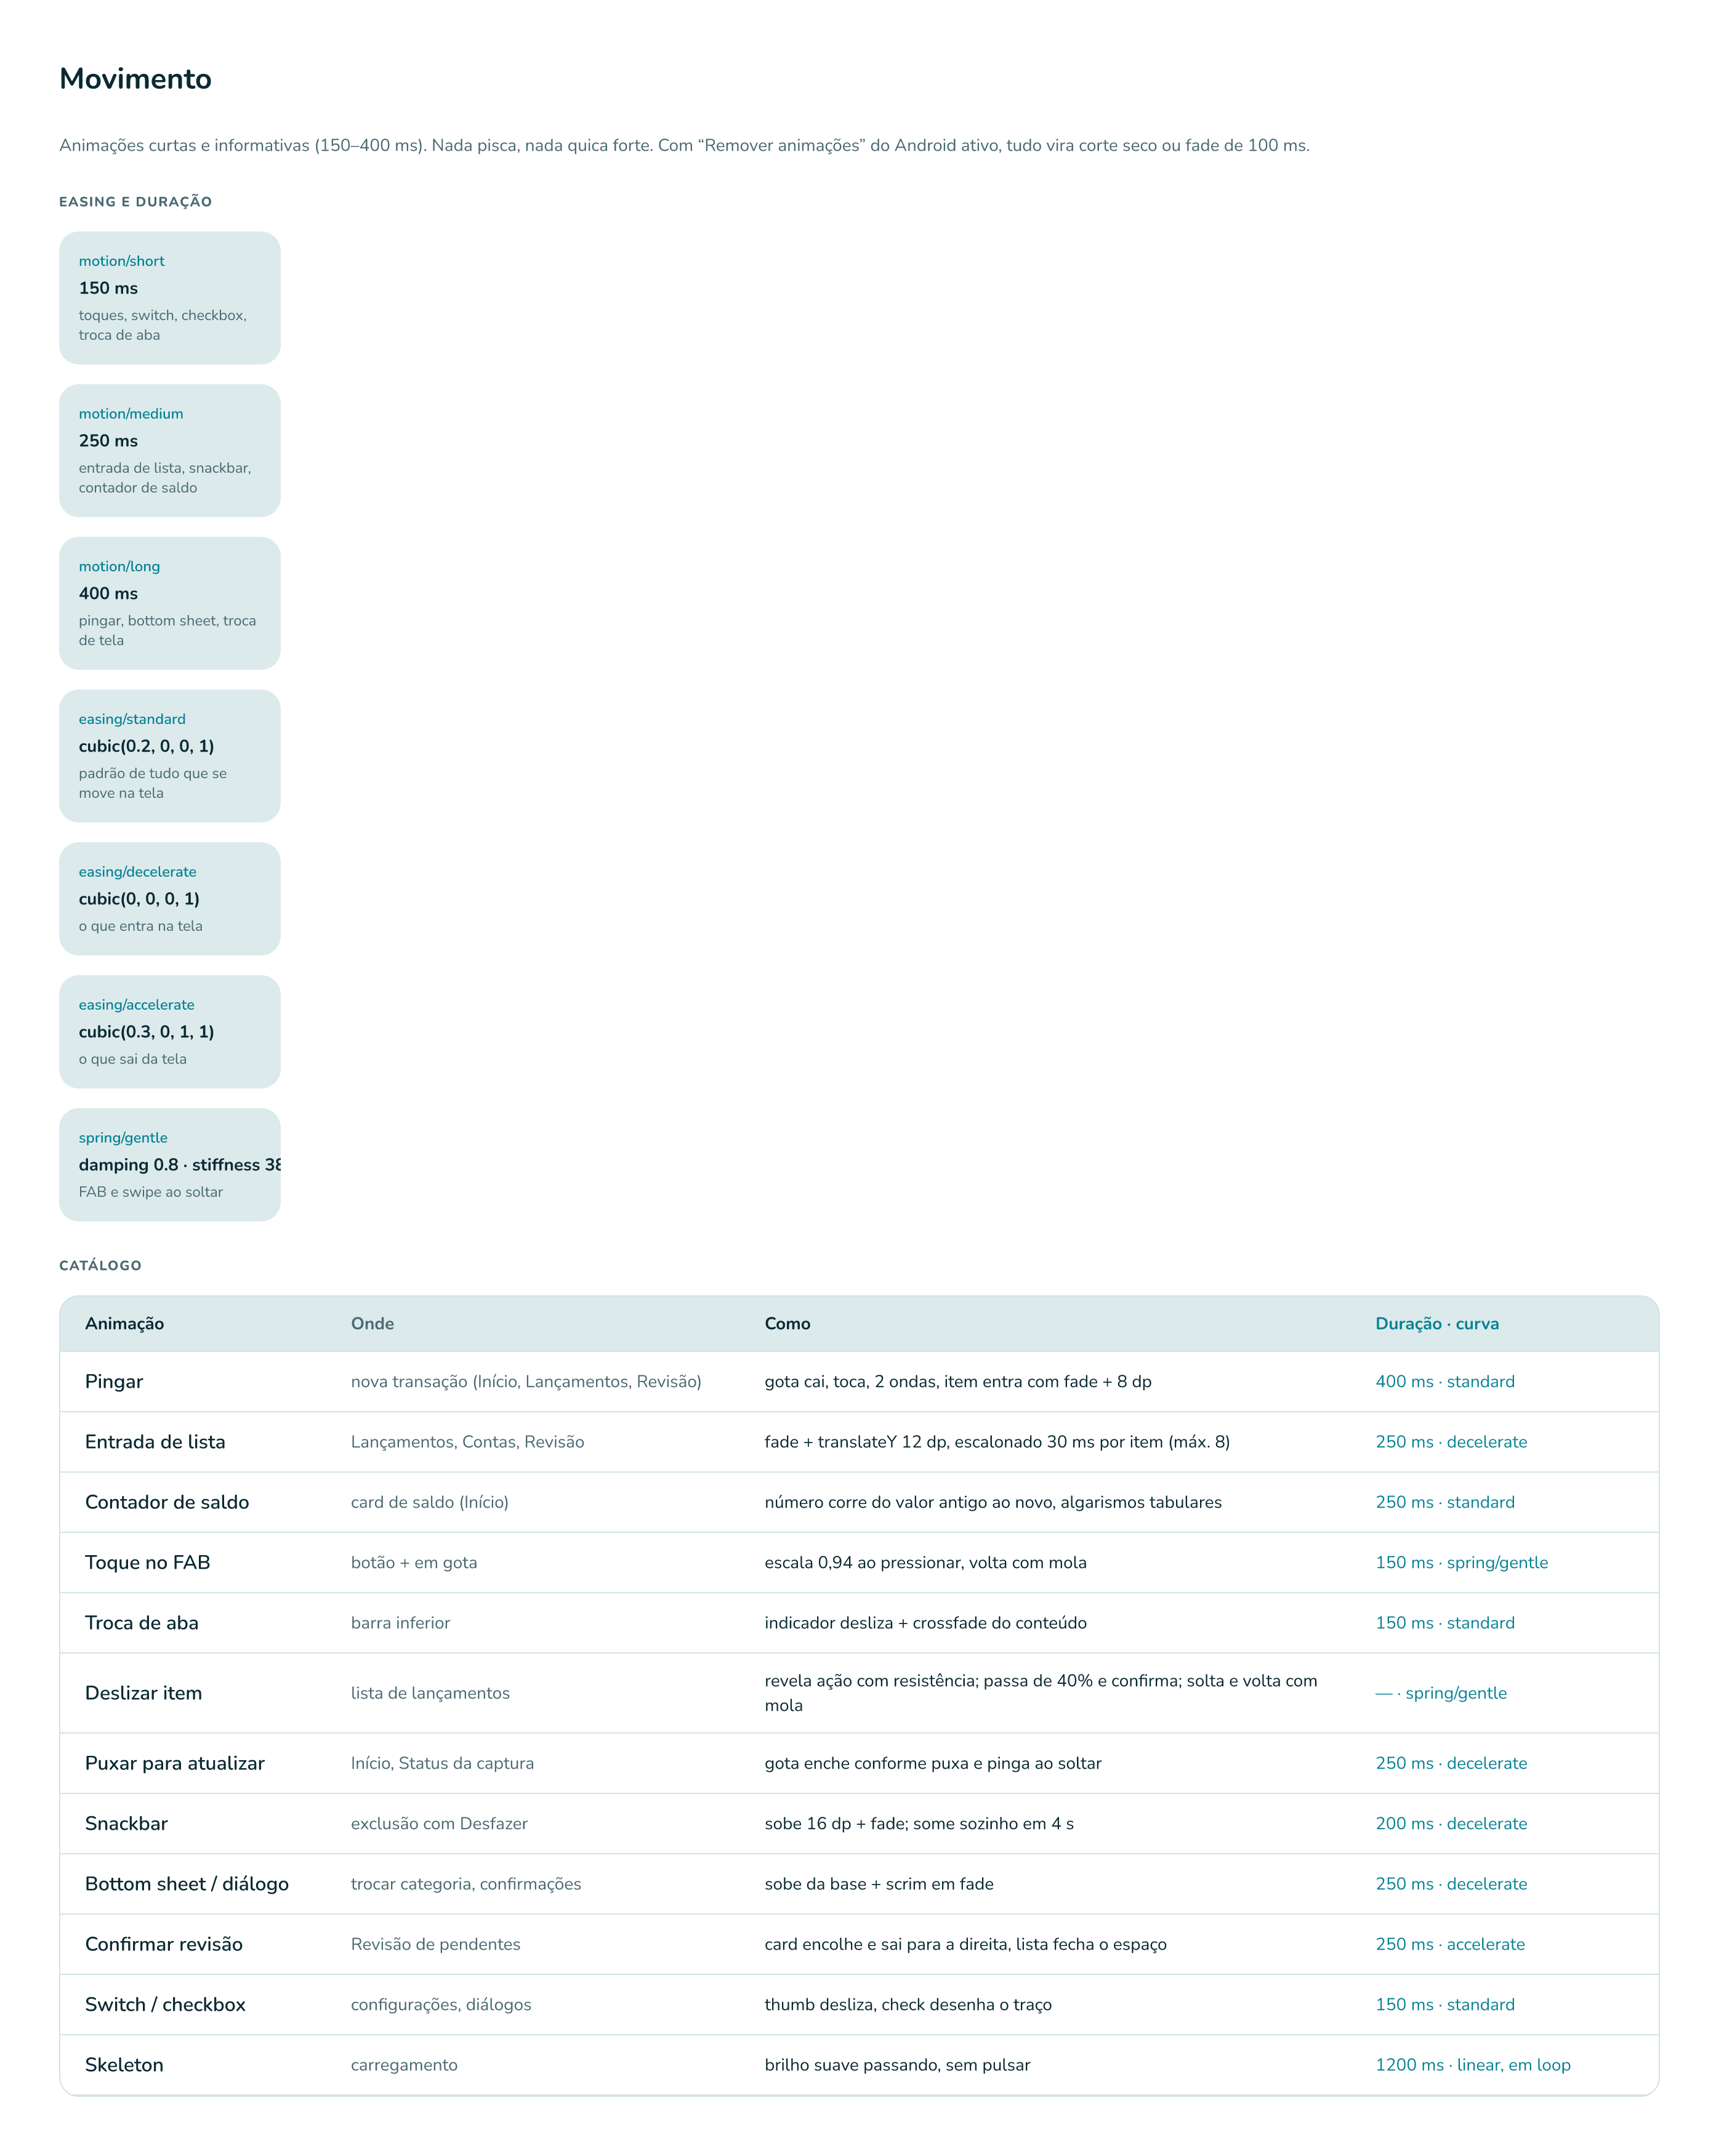 Movimento
Animações curtas e informativas (150–400 ms). Nada pisca, nada quica forte. Com “Remover animações” do Android ativo, tudo vira corte seco ou fade de 100 ms.
EASING E DURAÇÃO
motion/short
150 ms
toques, switch, checkbox,
troca de aba
motion/medium
250 ms
entrada de lista, snackbar,
contador de saldo
motion/long
400 ms
pingar, bottom sheet, troca
de tela
easing/standard
cubic(0.2, 0, 0, 1)
padrão de tudo que se
move na tela
easing/decelerate
cubic(0, 0, 0, 1)
o que entra na tela
easing/accelerate
cubic(0.3, 0, 1, 1)
o que sai da tela
spring/gentle
damping 0.8 · stiffness
FAB e swipe ao soltar
CATÁLOGO
Animação Onde Como Duração · curva
Pingar nova transação (Início, Lançamentos, Revisão) gota cai, toca, 2 ondas, item entra com fade + 8 dp 400 ms · standard
Entrada de lista Lançamentos, Contas, Revisão fade + translateY 12 dp, escalonado 30 ms por item (máx. 8) 250 ms · decelerate
Contador de saldo card de saldo (Início) número corre do valor antigo ao novo, algarismos tabulares 250 ms · standard
Toque no FAB botão + em gota escala 0,94 ao pressionar, volta com mola 150 ms · spring/gentle
Troca de aba barra inferior indicador desliza + crossfade do conteúdo 150 ms · standard
Deslizar item lista de lançamentos revela ação com resistência; passa de 40% e confirma; solta e volta com
mola — · spring/gentle
Puxar para atualizar Início, Status da captura gota enche conforme puxa e pinga ao soltar 250 ms · decelerate
Snackbar exclusão com Desfazer sobe 16 dp + fade; some sozinho em 4 s 200 ms · decelerate
Bottom sheet / diálogo trocar categoria, confirmações sobe da base + scrim em fade 250 ms · decelerate
Confirmar revisão Revisão de pendentes card encolhe e sai para a direita, lista fecha o espaço 250 ms · accelerate
Switch / checkbox configurações, diálogos thumb desliza, check desenha o traço 150 ms · standard
Skeleton carregamento brilho suave passando, sem pulsar 1200 ms · linear, em loop